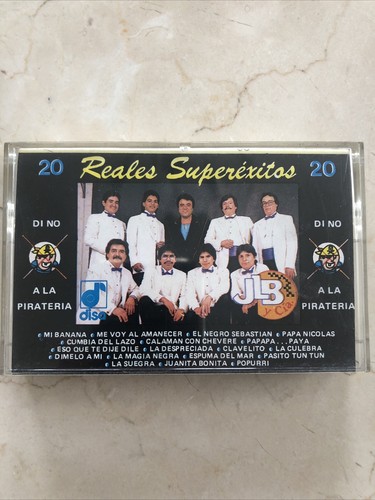 20 Reales Superéxitos 20
DI NO
A LA
PIRATERIA
DI NO
A LA
PIRATERIA
disa
JLB
y Cia
MI BANANA • ME VOY AL AMANECER • EL NEGRO SEBASTIAN • PAPA NICOLAS
• CUMBIA DEL LAZO • CALAMAN CON CHEVERE • PAPAPA...PAYA
• ESO QUE TE DIJE DILE • LA DESPRECIADA • CLAVELITO • LA CULEBRA
• DIMELO A MI • LA MAGIA NEGRA • ESPUMA DEL MAR • PASITO TUN TUN
• LA SUEGRA • JUANITA BONITA • POPURRI